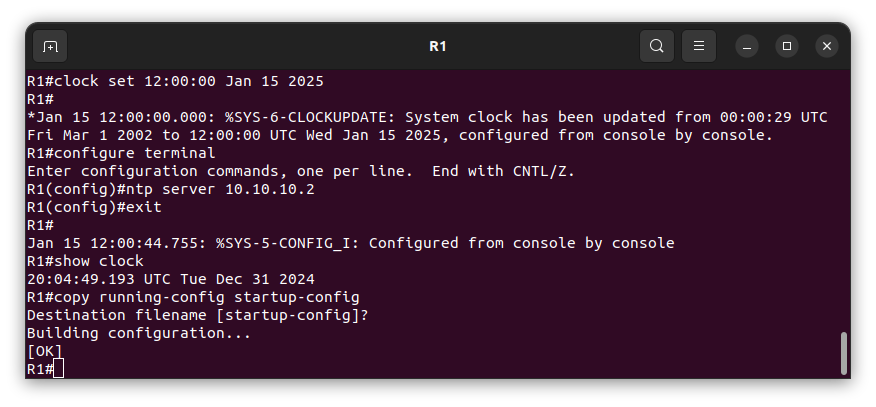 R1
R1#clock set 12:00:00 Jan 15 2025
R1#
*Jan 15 12:00:00.000: %SYS-6-CLOCKUPDATE: System clock has been updated from 00:00:29 UTC
Fri Mar 1 2002 to 12:00:00 UTC Wed Jan 15 2025, configured from console by console.
R1#configure terminal
Enter configuration commands, one per line.  End with CNTL/Z.
R1(config)#ntp server 10.10.10.2
R1(config)#exit
R1#
Jan 15 12:00:44.755: %SYS-5-CONFIG_I: Configured from console by console
R1#show clock
20:04:49.193 UTC Tue Dec 31 2024
R1#copy running-config startup-config
Destination filename [startup-config]?
Building configuration...
[OK]
R1#